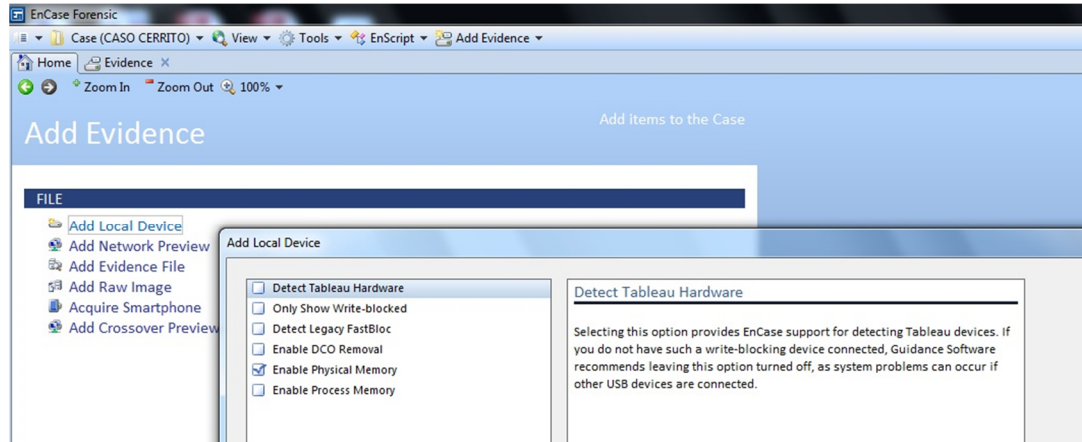 EnCase Forensic
Case (CASO CERRITO) View Tools EnScript Add Evidence
Home Evidence
Zoom In Zoom Out 100%
Add Evidence
Add items to the Case
FILE
Add Local Device
Add Network Preview
Add Evidence File
Add Raw Image
Acquire Smartphone
Add Crossover Preview
Add Local Device
Detect Tableau Hardware
Only Show Write-blocked
Detect Legacy FastBloc
Enable DCO Removal
Enable Physical Memory
Enable Process Memory
Detect Tableau Hardware
Selecting this option provides EnCase support for detecting Tableau devices. If
you do not have such a write-blocking device connected, Guidance Software
recommends leaving this option turned off, as system problems can occur if
other USB devices are connected.